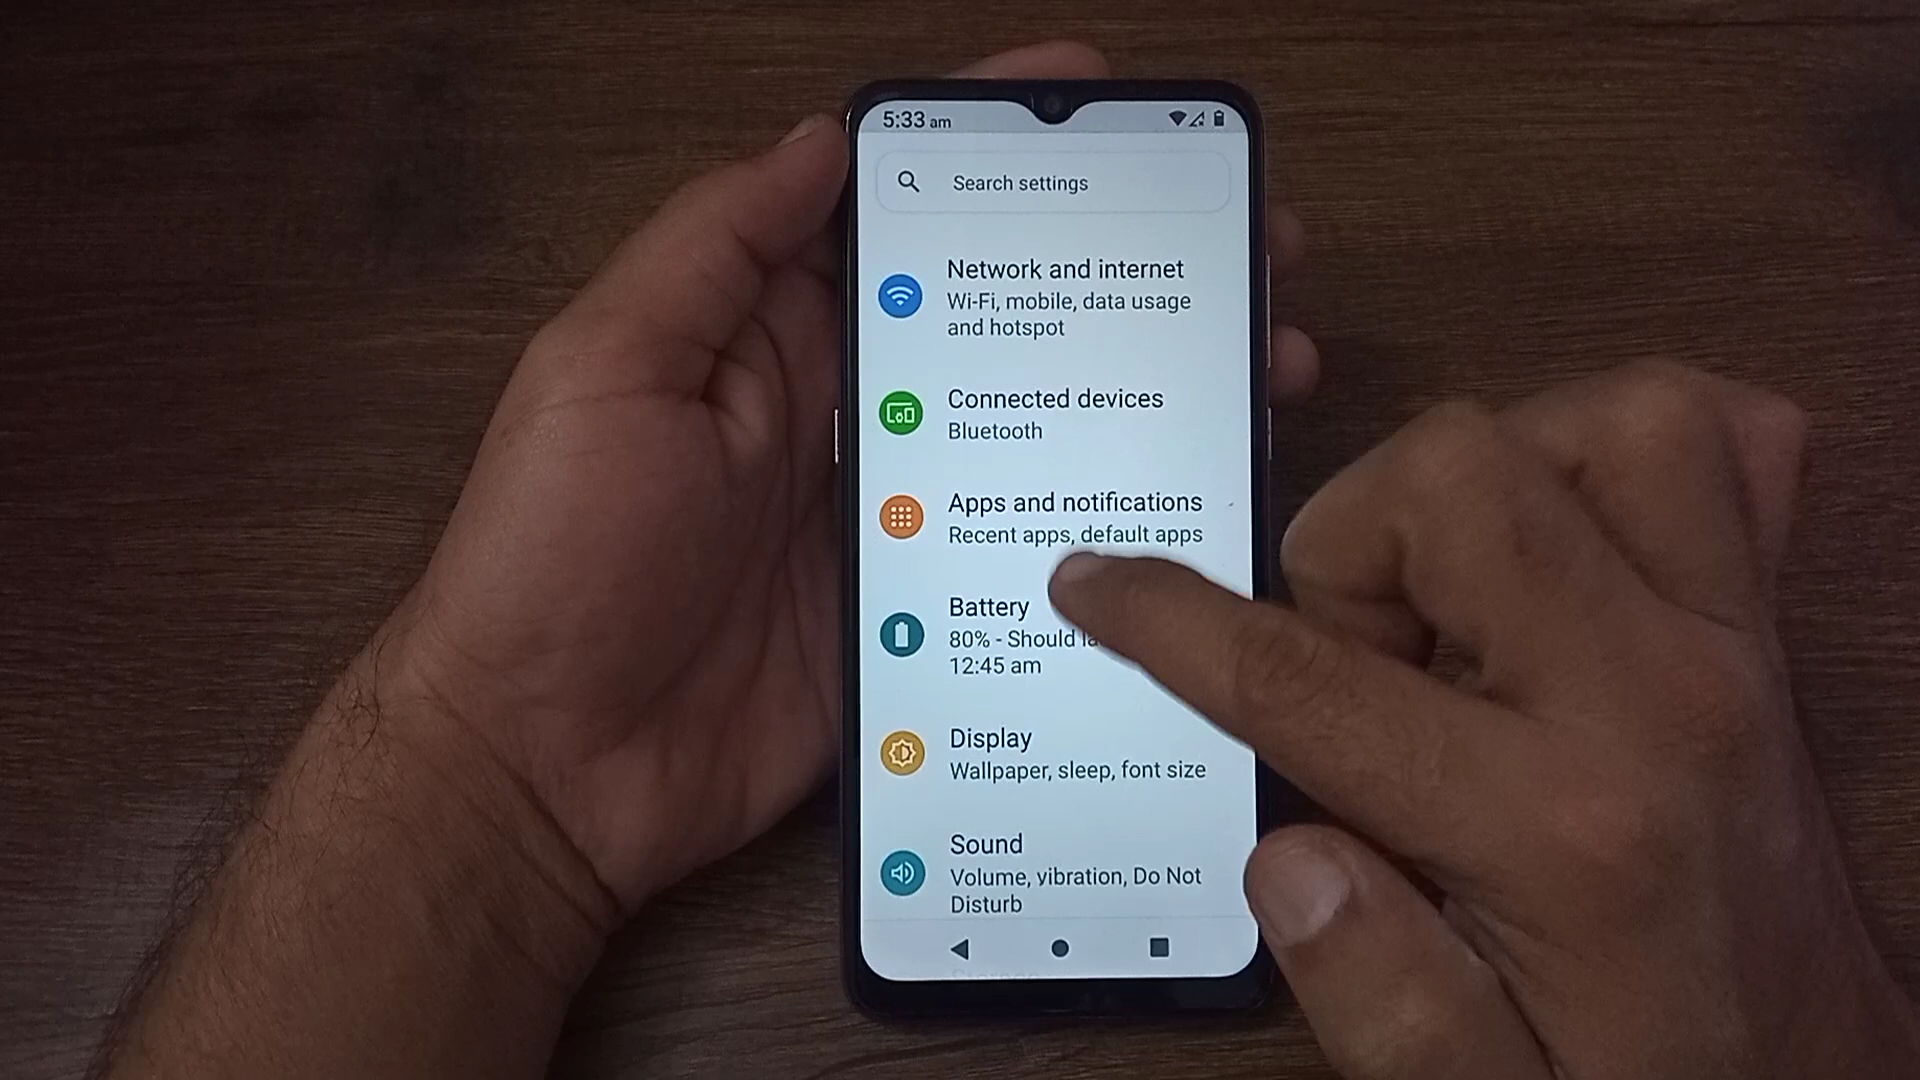 5:33 am
Search settings
Network and internet
Wi-Fi, mobile, data usage
and hotspot
Connected devices
Bluetooth
Apps and notifications
Recent apps, default apps
Battery
80% - Should
12:45 am
Display
Wallpaper, sleep, font size
Sound
Volume, vibration, Do Not
Disturb